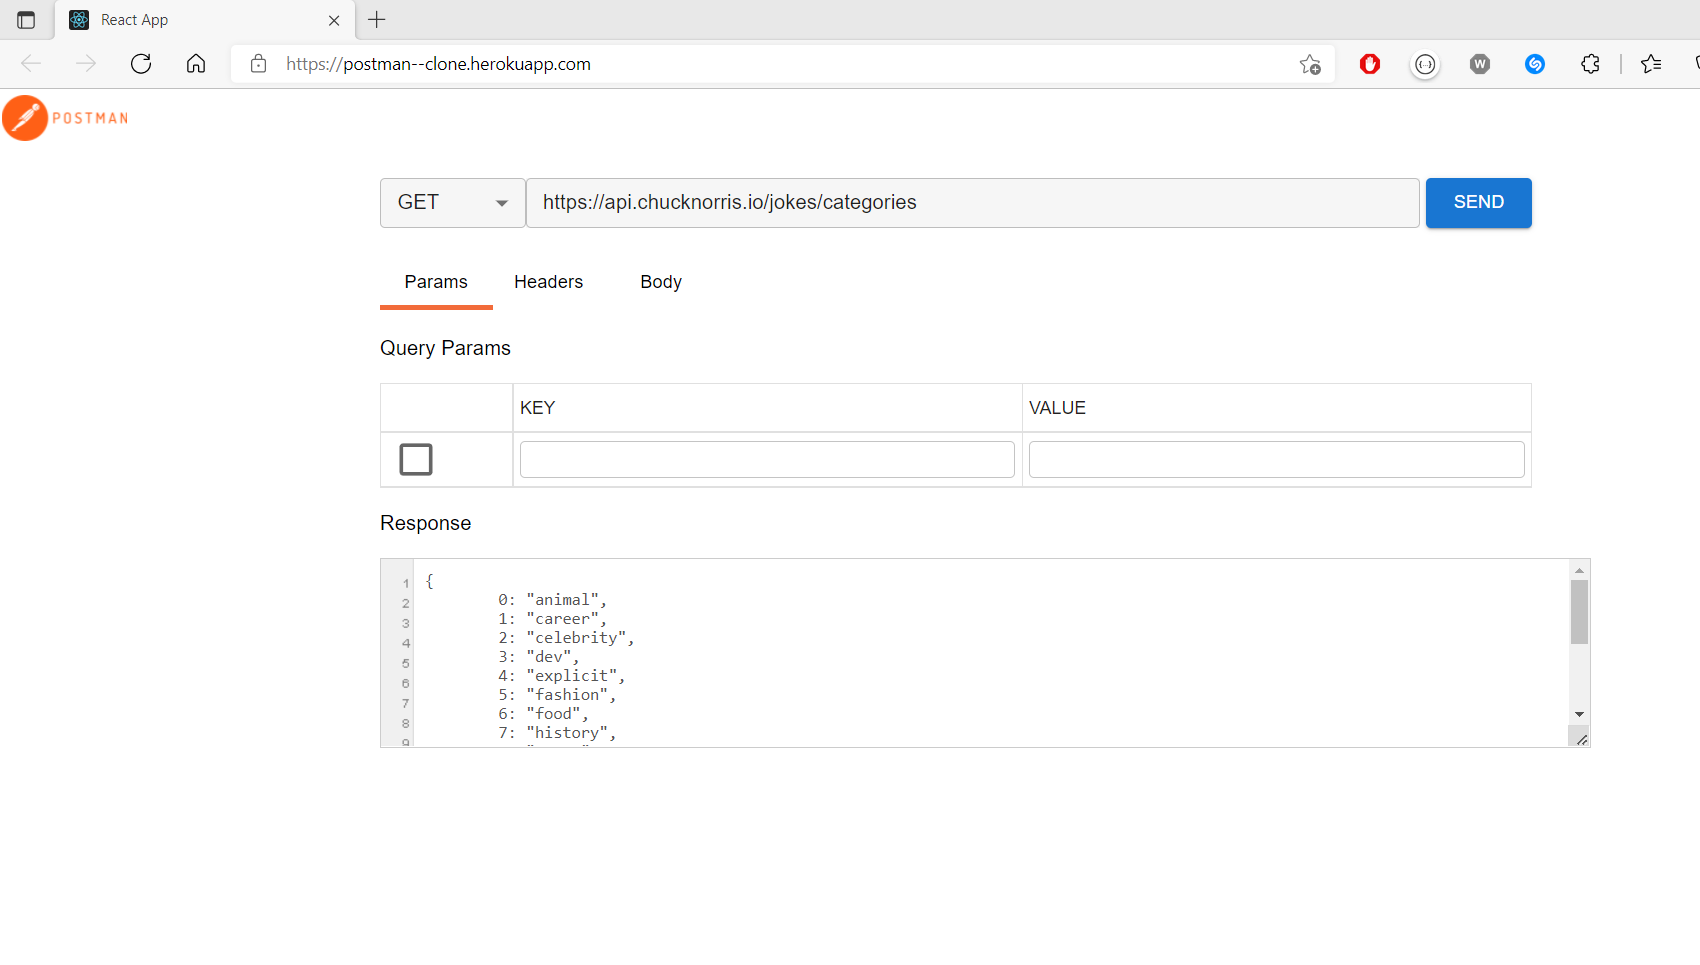 React App
https://postman--clone.herokuapp.com
W
POSTMAN
GET
https://api.chucknorris.io/jokes/categories
SEND
Params Headers Body
Query Params
KEY VALUE
Response
1 {
2 0: "animal",
3 1: "career",
4 2: "celebrity",
5 3: "dev",
6 4: "explicit",
7 5: "fashion",
8 6: "food",
9 7: "history",